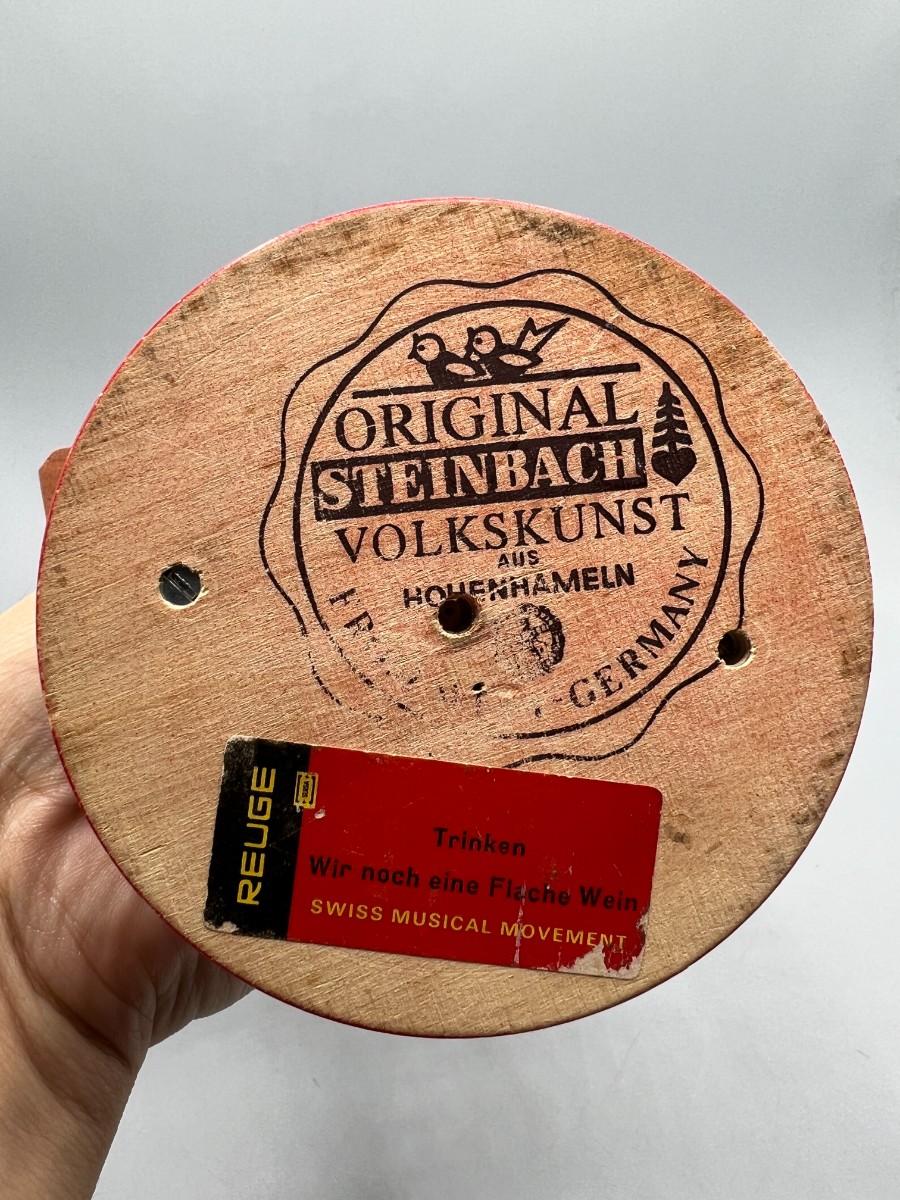 ORIGINAL
STEINBACH
VOLKSKUNST
AUS
HOHENHAMELN
-GERMANY
REUGE
Trinken
Wir noch eine Flache Wein
SWISS MUSICAL MOVEMENT